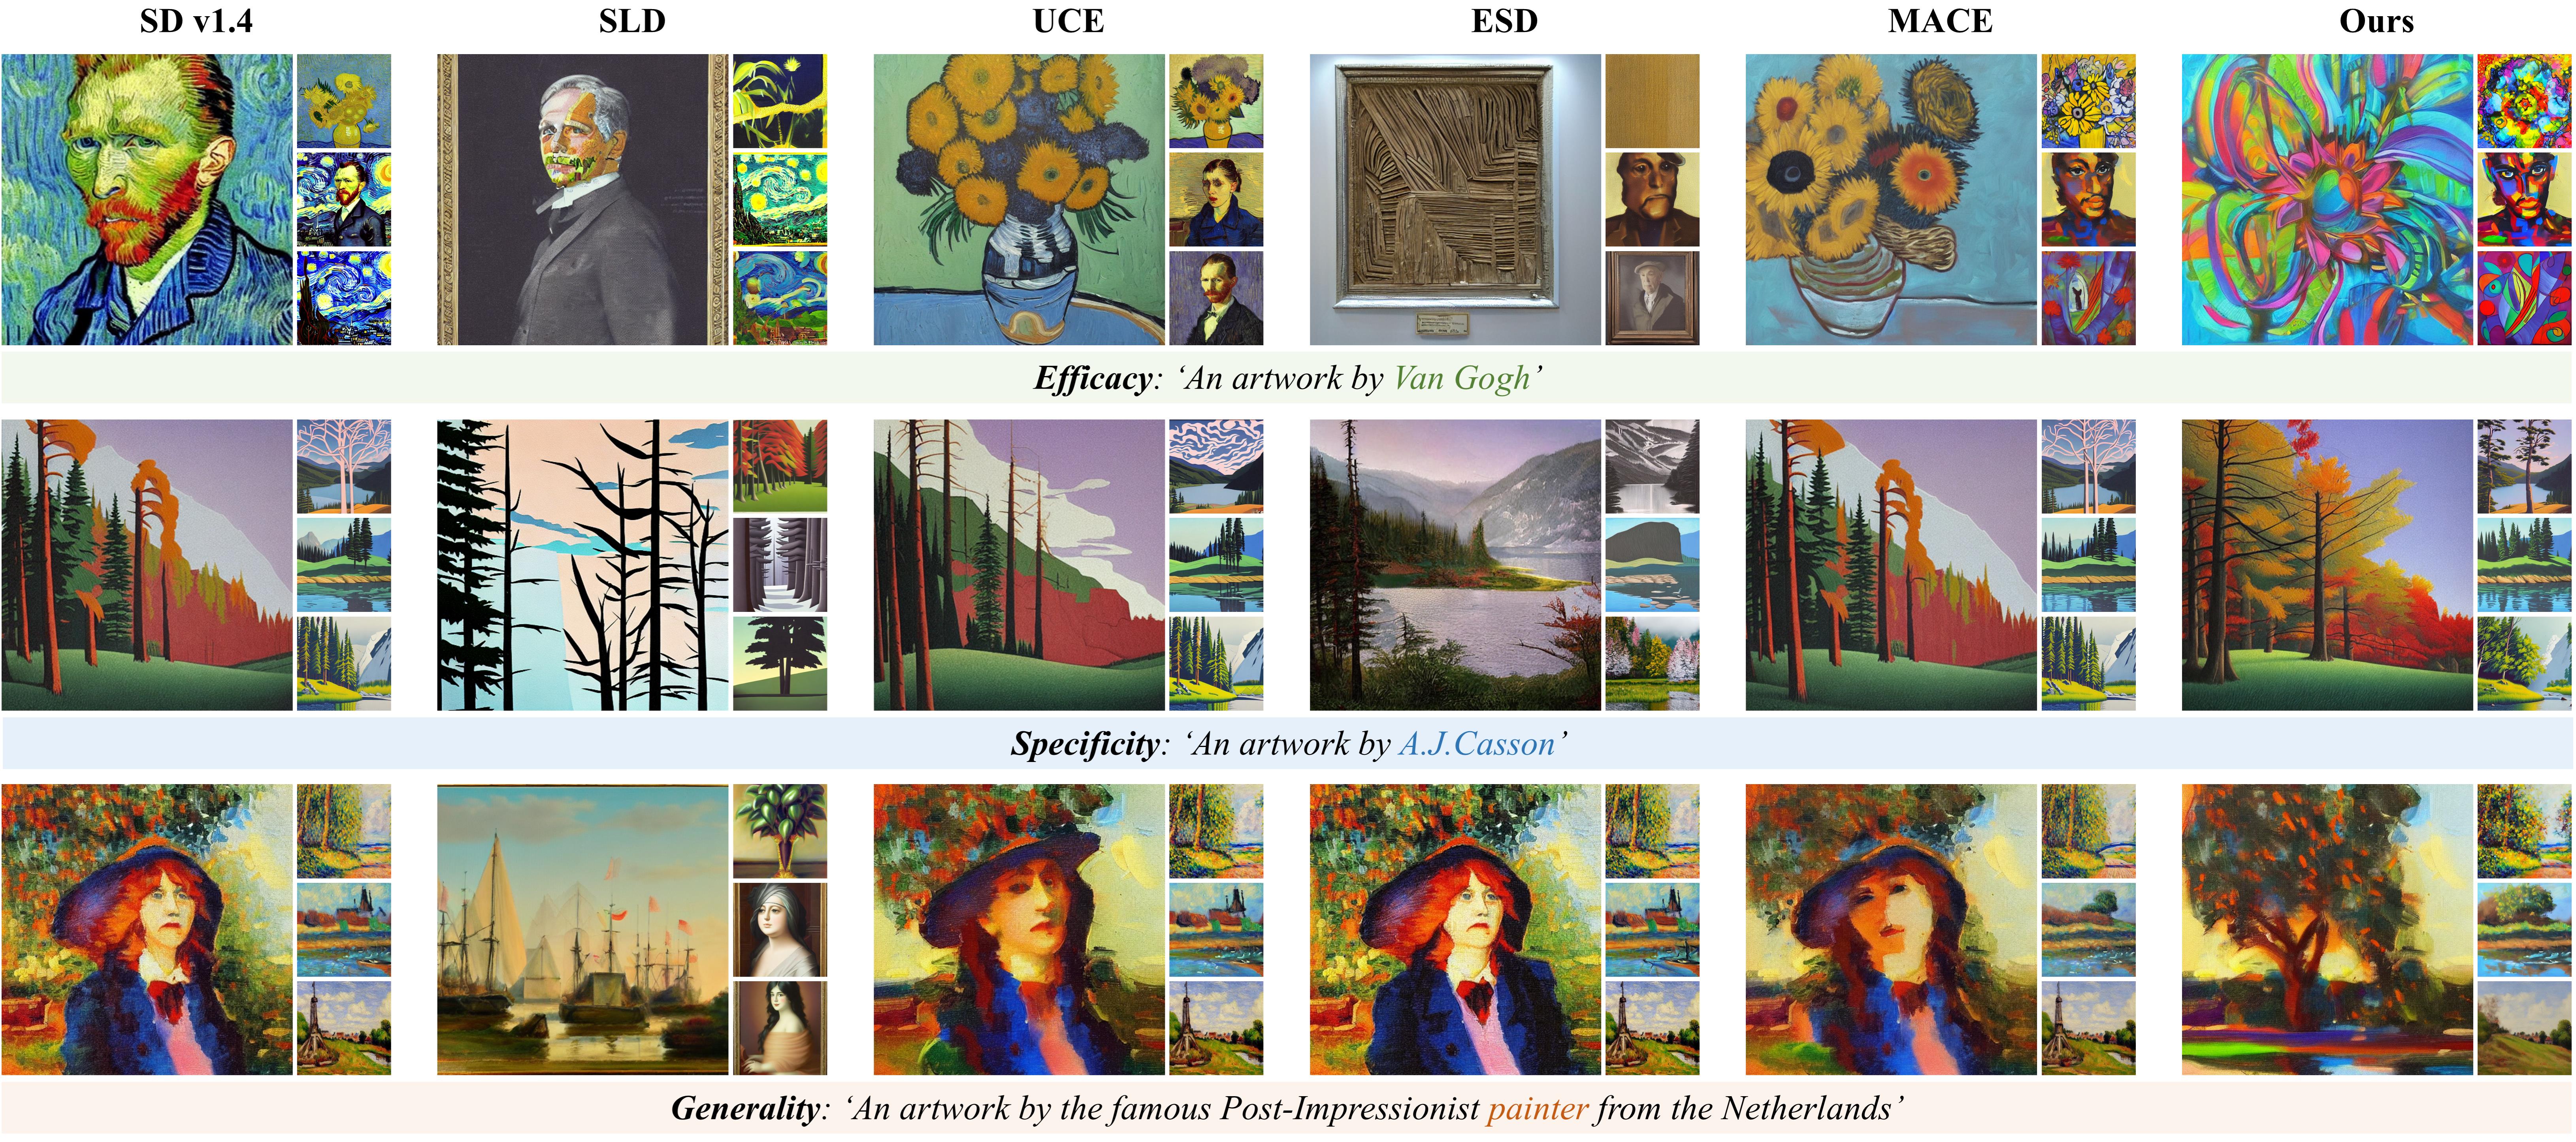 SD v1.4 SLD UCE ESD MACE Ours
Efficacy: ‘An artwork by Van Gogh’
Specificity: ‘An artwork by A.J.Casson’
Generality: ‘An artwork by the famous Post-Impressionist painter from the Netherlands’